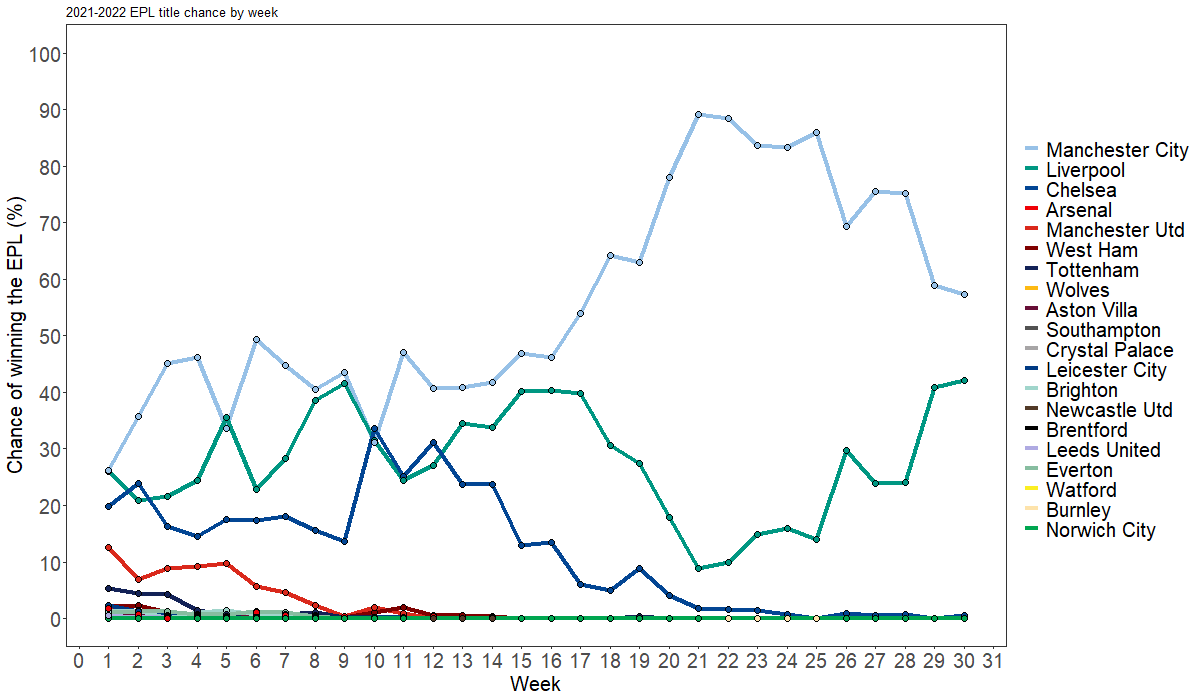 2021-2022 EPL title chance by week
Chance of winning the EPL (%)
100
90
80
70
60
50
40
30
20
10
0
0 1 2 3 4 5 6 7 8 9 10 11 12 13 14 15 16 17 18 19 20 21 22 23 24 25 26 27 28 29 30 31
Week
Manchester City
Liverpool
Chelsea
Arsenal
Manchester Utd
West Ham
Tottenham
Wolves
Aston Villa
Southampton
Crystal Palace
Leicester City
Brighton
Newcastle Utd
Brentford
Leeds United
Everton
Watford
Burnley
Norwich City